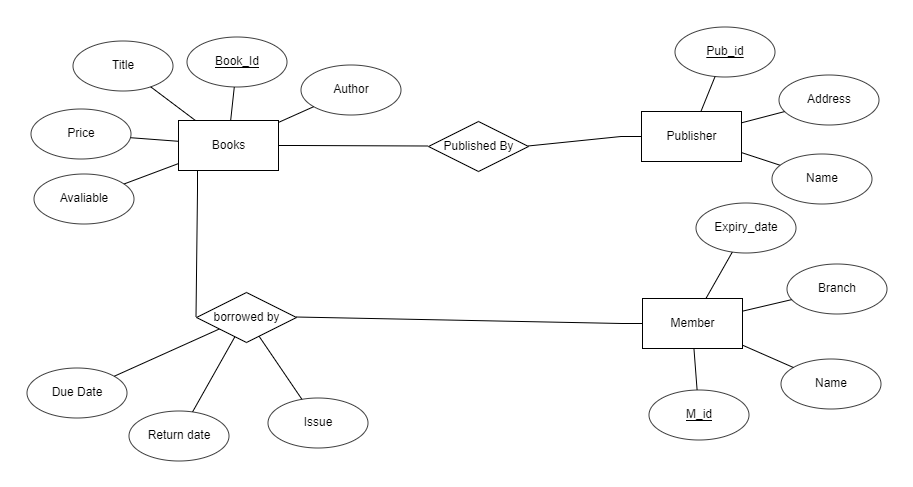 Pub_id
Title
Book_Id
Author
Address
Price
Books
Published By
Publisher
Name
Avaliable
Expiry_date
Branch
borrowed by
Member
Due Date
Name
Return date
Issue
M_id